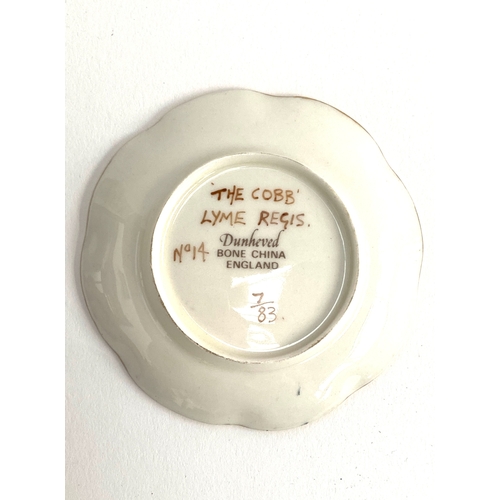 'THE COBB'
LYME REGIS.
Dunheved
Nº14 BONE CHINA
ENGLAND
7/83.